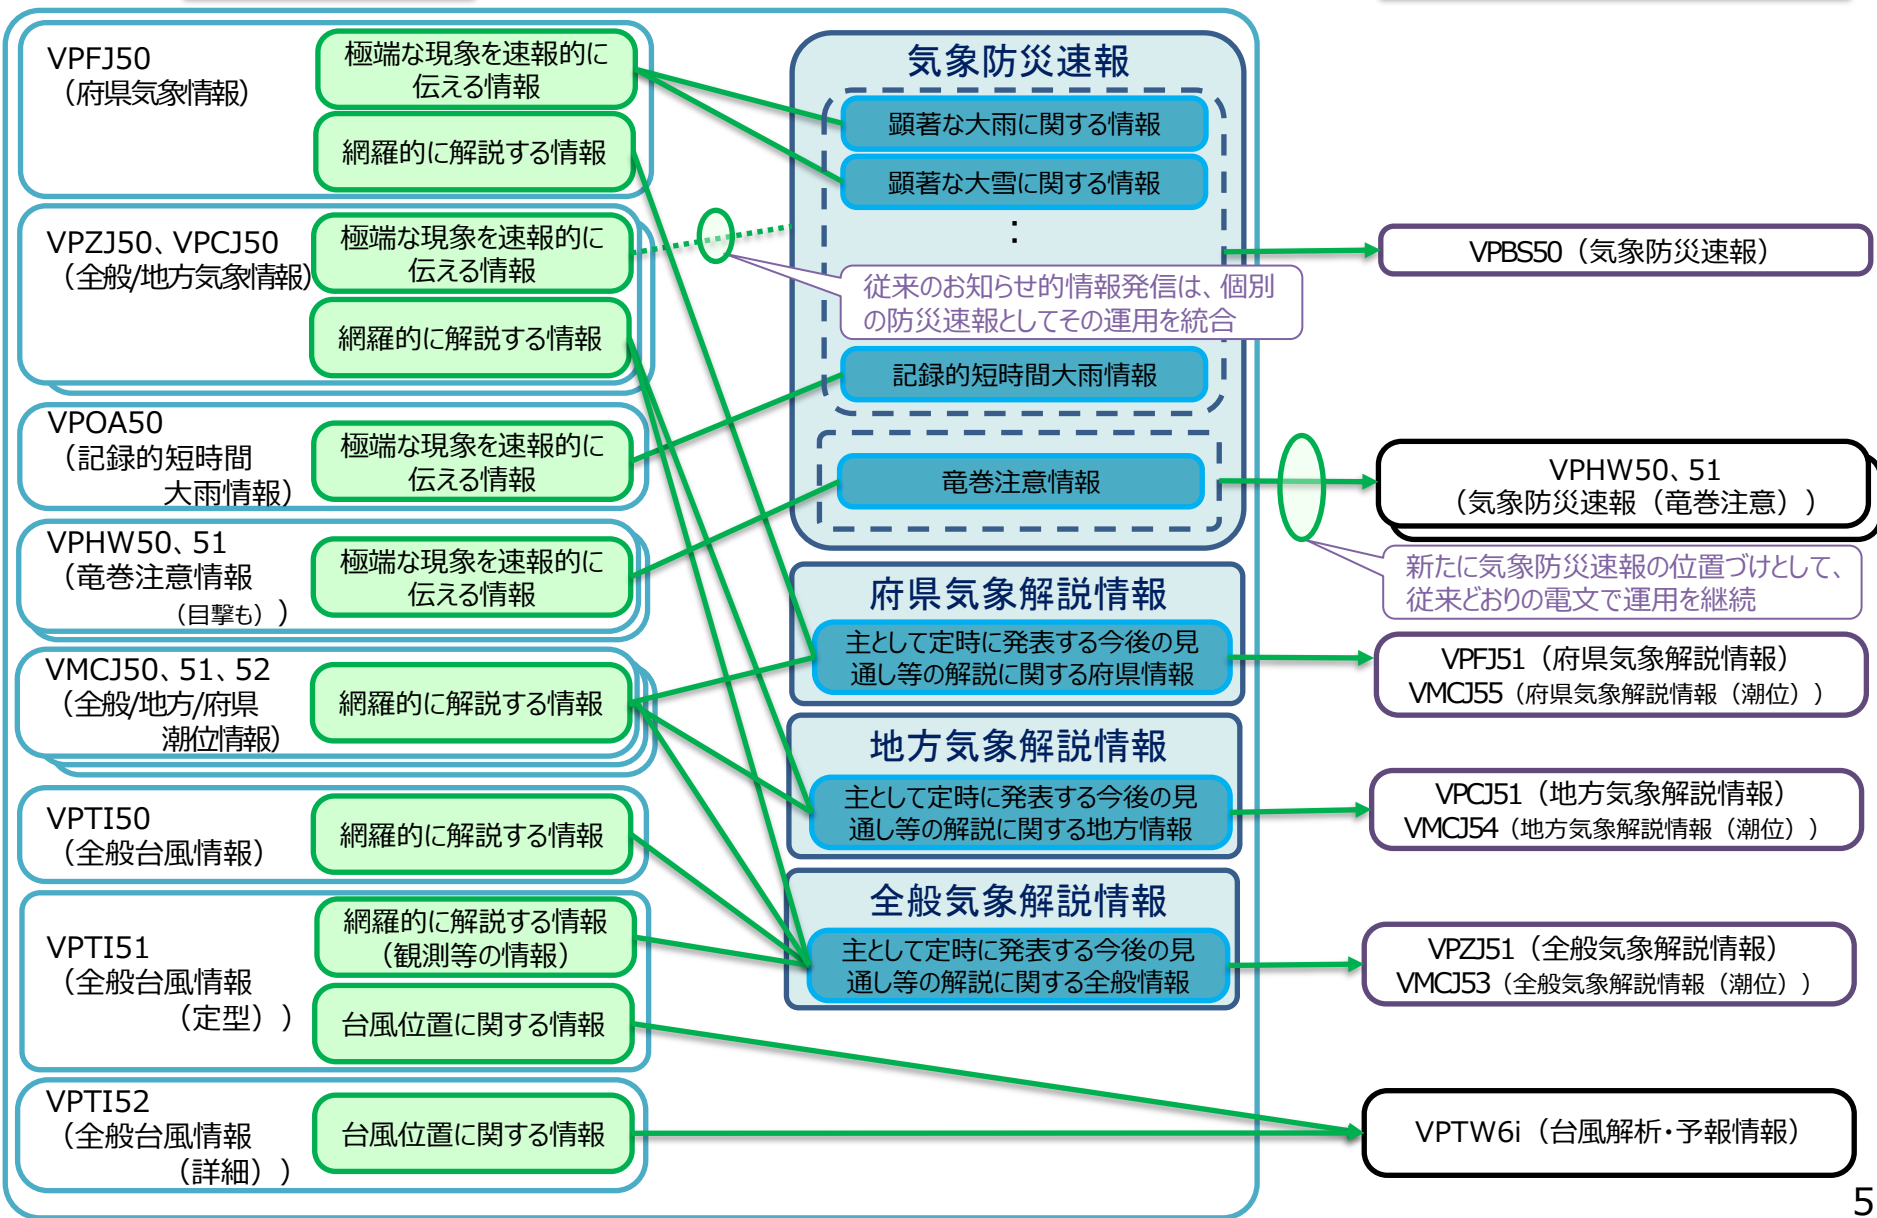 VPFJ50
（府県気象情報）
極端な現象を速報的に
伝える情報
網羅的に解説する情報
VPZJ50、VPCJ50
（全般/地方気象情報）
極端な現象を速報的に
伝える情報
網羅的に解説する情報
VPOA50
（記録的短時間
大雨情報）
極端な現象を速報的に
伝える情報
VPHW50、51
（竜巻注意情報
（目撃も））
極端な現象を速報的に
伝える情報
VMCJ50、51、52
（全般/地方/府県
潮位情報）
網羅的に解説する情報
VPTI50
（全般台風情報）
網羅的に解説する情報
VPTI51
（全般台風情報
（定型））
網羅的に解説する情報
（観測等の情報）
台風位置に関する情報
VPTI52
（全般台風情報
（詳細））
台風位置に関する情報
気象防災速報
顕著な大雨に関する情報
顕著な大雪に関する情報
：
従来のお知らせ的情報発信は、個別
の防災速報としてその運用を統合
記録的短時間大雨情報
竜巻注意情報
府県気象解説情報
主として定時に発表する今後の見
通し等の解説に関する府県情報
地方気象解説情報
主として定時に発表する今後の見
通し等の解説に関する地方情報
全般気象解説情報
主として定時に発表する今後の見
通し等の解説に関する全般情報
VPBS50（気象防災速報）
VPHW50、51
（気象防災速報（竜巻注意））
新たに気象防災速報の位置づけとして、
従来どおりの電文で運用を継続
VPFJ51（府県気象解説情報）
VMCJ55（府県気象解説情報（潮位））
VPCJ51（地方気象解説情報）
VMCJ54（地方気象解説情報（潮位））
VPZJ51（全般気象解説情報）
VMCJ53（全般気象解説情報（潮位））
VPTW6i（台風解析・予報情報）
5